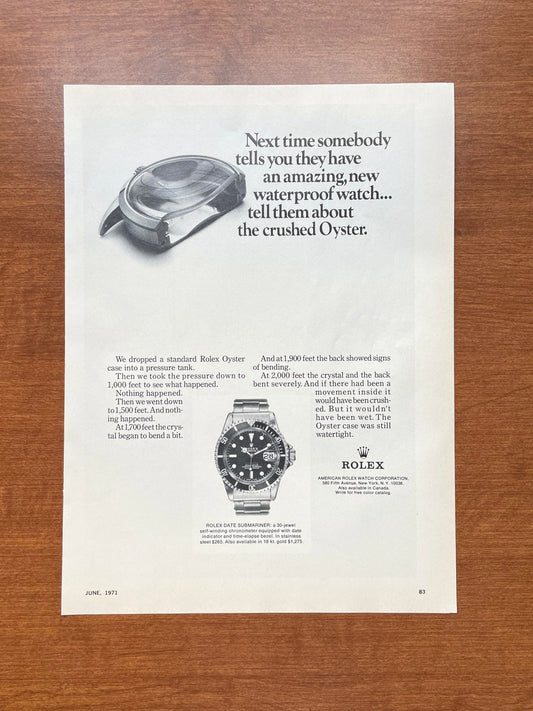 Next time somebody
tells you they have
an amazing, new
waterproof watch...
tell them about
the crushed Oyster.
We dropped a standard Rolex Oyster
case into a pressure tank.
Then we took the pressure down to
1,000 feet to see what happened.
Nothing happened.
Then we went down
to 1,500 feet. And noth-
ing happened.
At 1,700 feet the crys-
tal began to bend a bit.
And at 1,900 feet the back showed signs
of bending.
At 2,000 feet the crystal and the back
bent severely. And if there had been a
movement inside it
would have been crush-
ed. But it wouldn't
have been wet. The
Oyster case was still
watertight.
ROLEX
AMERICAN ROLEX WATCH CORPORATION,
580 Fifth Avenue, New York, N.Y. 10036.
Also available in Canada.
Write for free color catalog.
ROLEX
28
ROLEX DATE SUBMARINER: a 30-jewel
self-winding chronometer equipped with date
indicator and time-elapse bezel. In stainless
steel $265. Also available in 18 kt. gold $1,275.
JUNE, 1971
83